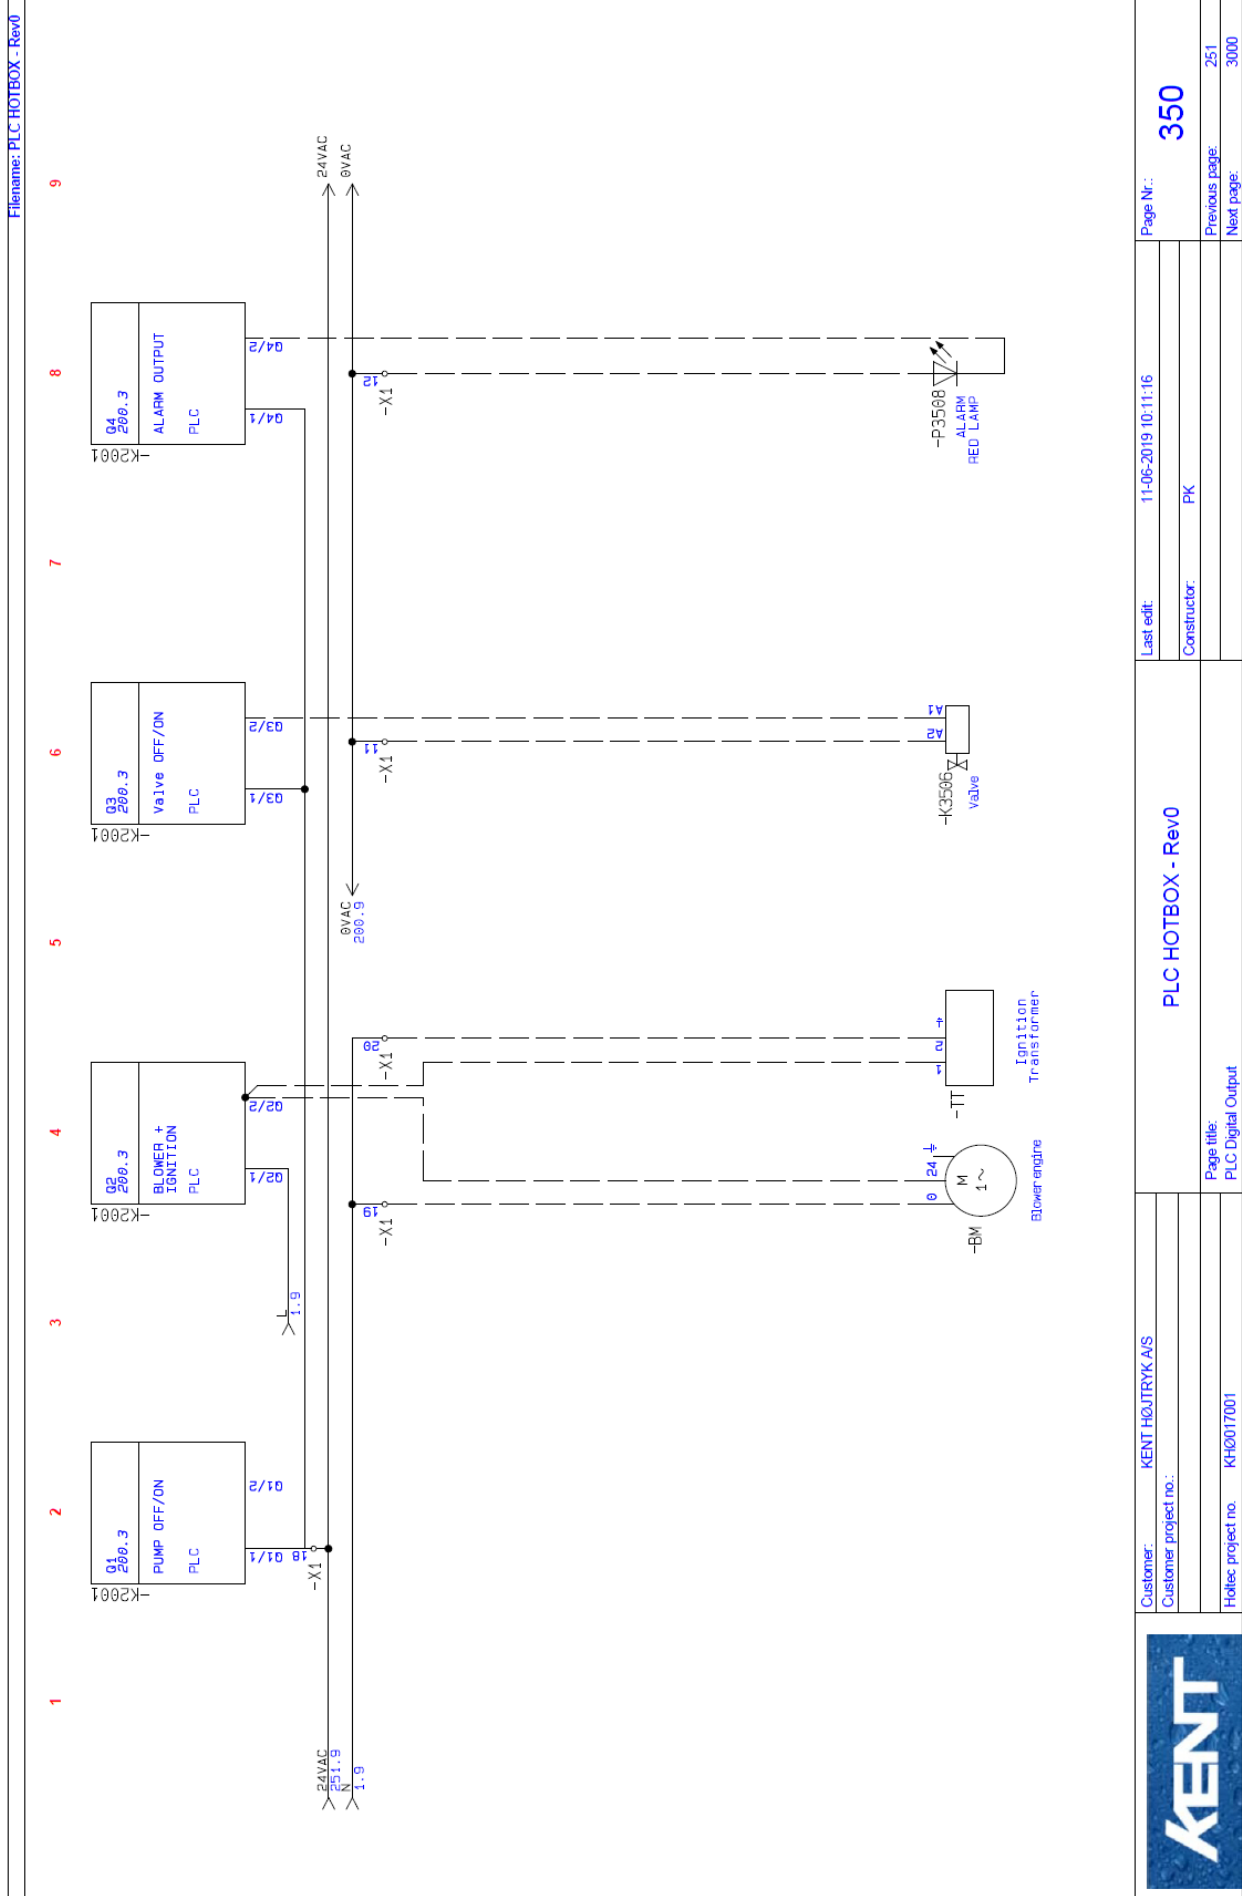 Filename: PLC HOTBOX - Rev0
1
2
3
4
5
6
7
8
9
-K2001
Q1
200.3
PUMP OFF/ON
PLC
Q1/1
Q1/2
18
-X1
-K2001
Q2
200.3
BLOWER +
IGNITION
PLC
Q2/1
Q2/2
L
1.9
-K2001
Q3
200.3
Valve OFF/ON
PLC
Q3/1
Q3/2
-K2001
Q4
200.3
ALARM OUTPUT
PLC
Q4/1
Q4/2
24VAC
251.9
24VAC
N
1.9
0VAC
200.9
0VAC
19
-X1
20
-X1
11
-X1
12
-X1
-BM
0
24
M
1~
Blower engine
-TT
1
2
4
Ignition
Transformer
-K3506
A2
A1
Valve
-P3508
ALARM
RED LAMP
KENT
Customer: KENT HØJTRYK A/S
Customer project no.:
Holtec project no. KHØ017001
PLC HOTBOX - Rev0
Page title:
PLC Digital Output
Last edit: 11-06-2019 10:11:16
Constructor: PK
Page Nr.:
350
Previous page: 251
Next page: 3000